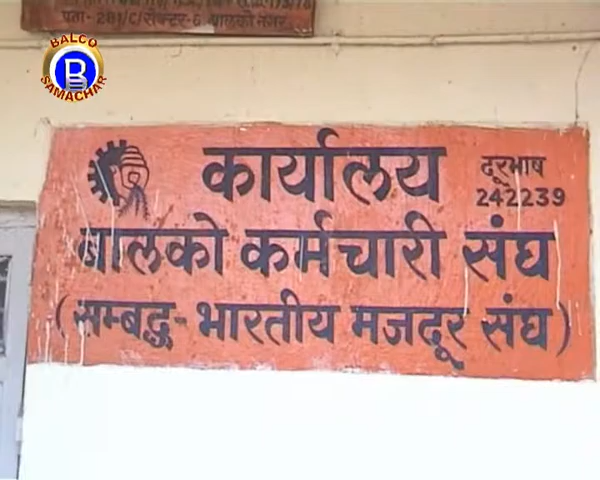 पता- 281/C/सेक्टर-6 बालको नगर
BALCO
B
SAMACHAR
कार्यालय
दूरभाष
242239
बालको कर्मचारी संघ
(सम्बद्ध-भारतीय मजदूर संघ)